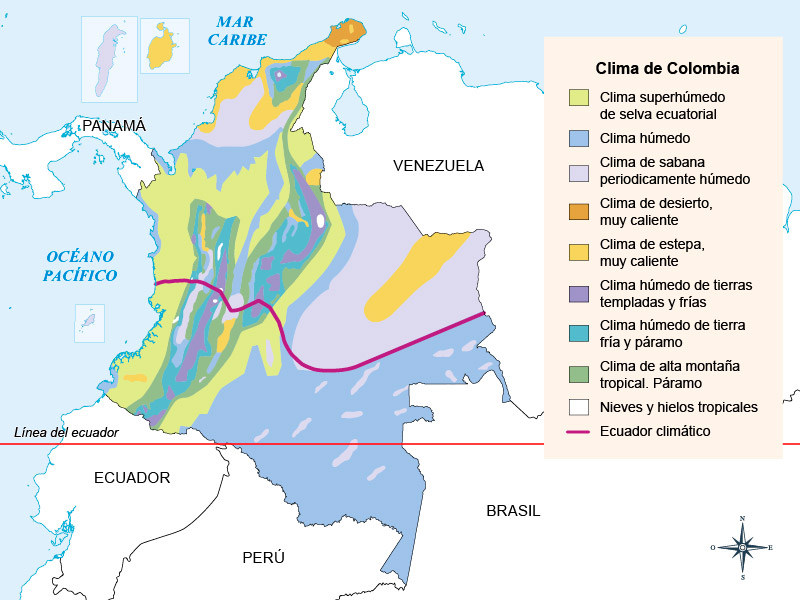 MAR
CARIBE
PANAMÁ
VENEZUELA
OCÉANO
PACÍFICO
Línea del ecuador
ECUADOR
PERÚ
BRASIL
Clima de Colombia
Clima superhúmedo
de selva ecuatorial
Clima húmedo
Clima de sabana
periodicamente húmedo
Clima de desierto,
muy caliente
Clima de estepa,
muy caliente
Clima húmedo de tierras
templadas y frías
Clima húmedo de tierra
fría y páramo
Clima de alta montaña
tropical. Páramo
Nieves y hielos tropicales
Ecuador climático
N
O E
S